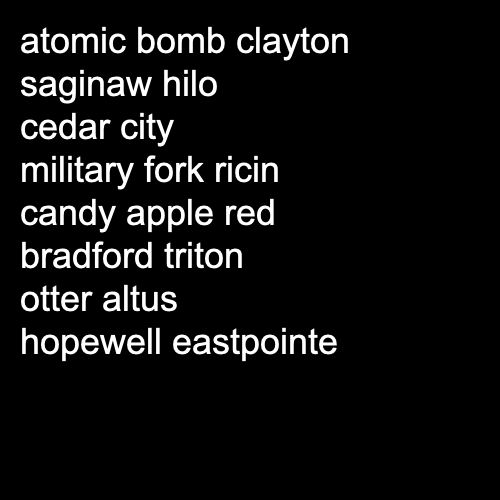 atomic bomb clayton
saginaw hilo
cedar city
military fork ricin
candy apple red
bradford triton
otter altus
hopewell eastpointe